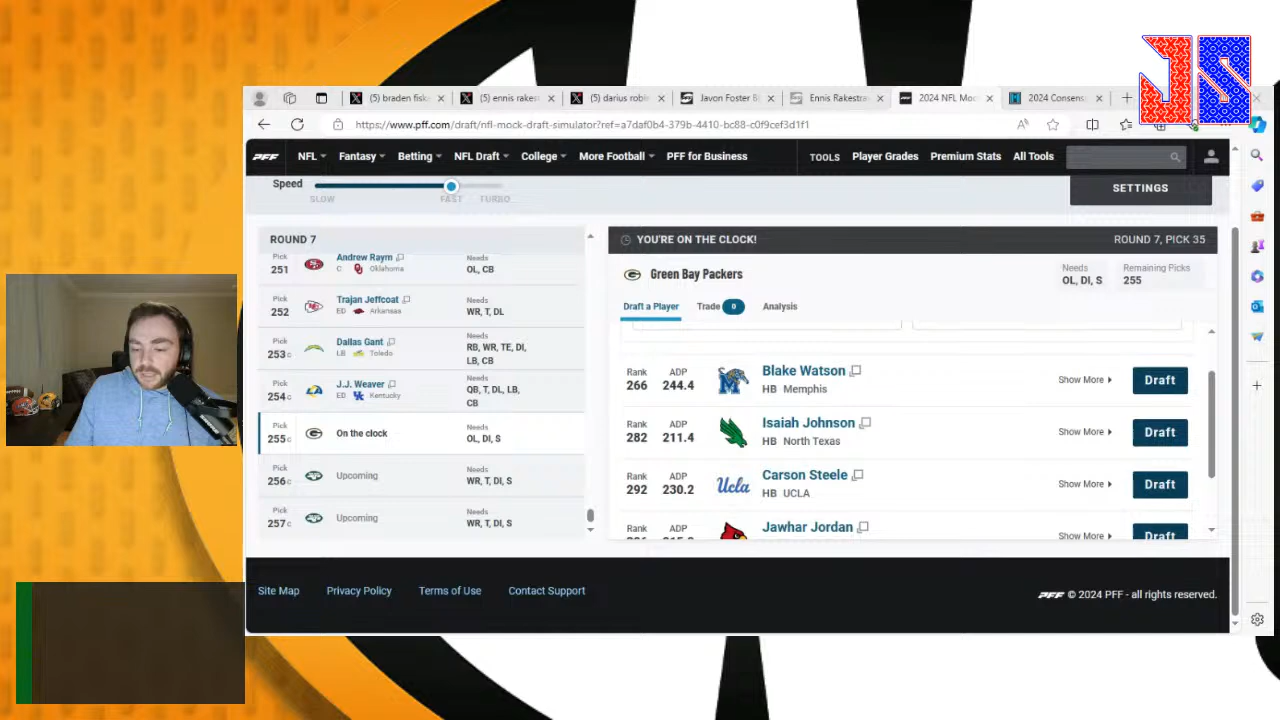 JS
(5) braden fiske
(5) ennis rakest
(5) darius robin
Javon Foster
Ennis Rakestra
2024 NFL Moc
2024 Consens
https://www.pff.com/draft/nfl-mock-draft-simulator?ref=a7daf0b4-379b-4410-bc88-c0f9cef3d1f1
PFF NFL Fantasy Betting NFL Draft College More Football PFF for Business TOOLS Player Grades Premium Stats All Tools
Speed
SLOW FAST TURBO
SETTINGS
ROUND 7
Pick 251
Andrew Raym
C Oklahoma
Needs
OL, CB
Pick 252
Trajan Jeffcoat
ED Arkansas
Needs
WR, T, DL
Pick 253 C
Dallas Gant
LB Toledo
Needs
RB, WR, TE, DI,
LB, CB
Pick 254 C
J.J. Weaver
ED Kentucky
Needs
QB, T, DL, LB,
CB
Pick 255 C
On the clock
Needs
OL, DI, S
Pick 256 C
Upcoming
Needs
WR, T, DI, S
Pick 257 C
Upcoming
Needs
WR, T, DI, S
YOU'RE ON THE CLOCK! ROUND 7, PICK 35
Green Bay Packers
Needs
OL, DI, S
Remaining Picks
255
Draft a Player Trade 0 Analysis
Rank 266
ADP 244.4
Blake Watson
HB Memphis
Show More Draft
Rank 282
ADP 211.4
Isaiah Johnson
HB North Texas
Show More Draft
Rank 292
ADP 230.2
Ucla
Carson Steele
HB UCLA
Show More Draft
Rank
ADP
Jawhar Jordan
Show More Draft
Site Map Privacy Policy Terms of Use Contact Support
PFF © 2024 PFF - all rights reserved.